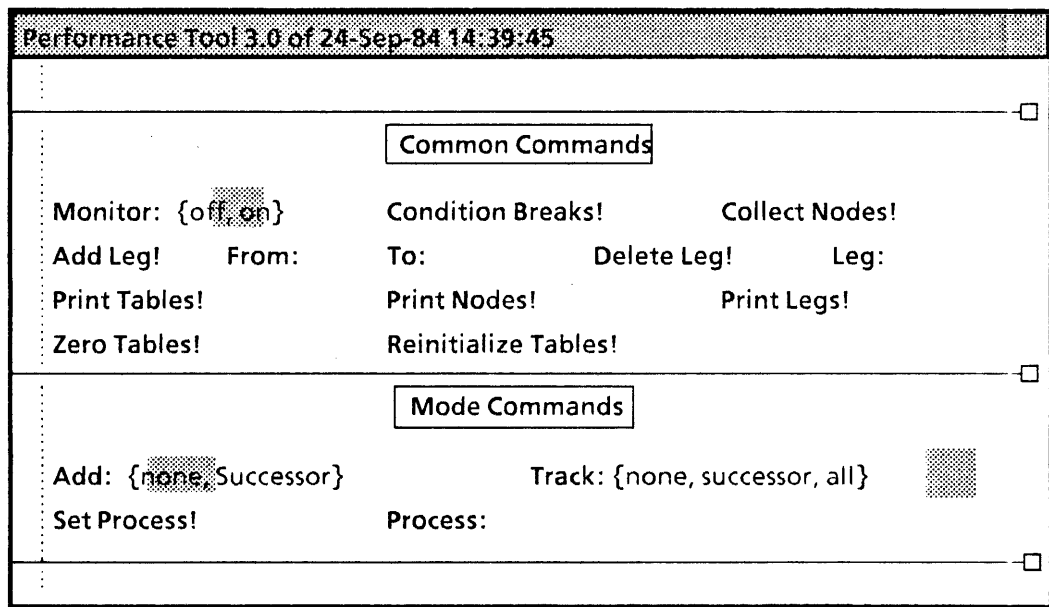 Performance Tool 3.0 of 24-Sep-84 14:39:45
Common Commands
Monitor: {off, on} Condition Breaks! Collect Nodes!
Add Leg! From: To: Delete Leg! Leg:
Print Tables! Print Nodes! Print Legs!
Zero Tables! Reinitialize Tables!
Mode Commands
Add: {none, Successor} Track: {none, successor, all}
Set Process! Process: